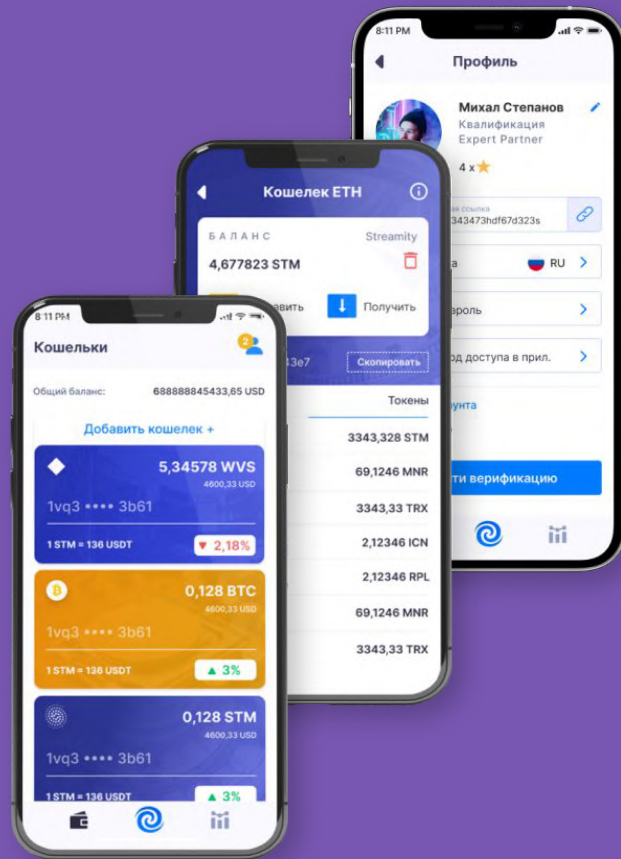 8:11 PM
Кошельки
2
Общий баланс: 688888845433,65 USD
Добавить кошелек +
5,34578 WVS
4600,33 USD
1vq3 •••• 3b61
1 STM = 136 USDT ▼ 2,18%
0,128 BTC
4600,33 USD
1vq3 •••• 3b61
1 STM = 136 USDT ▲ 3%
0,128 STM
4600,33 USD
1vq3 •••• 3b61
1 STM = 136 USDT ▲ 3%
Кошелек ETH
БАЛАНС Streamity
4,677823 STM
Получить
3e7 Скопировать
Токены
3343,328 STM
69,1246 MNR
3343,33 TRX
2,12346 ICN
2,12346 RPL
69,1246 MNR
3343,33 TRX
8:11 PM
Профиль
Михал Степанов
Квалификация
Expert Partner
4 x
ссылка
343473hdf67d323s
RU
доступа в прил.
верификацию